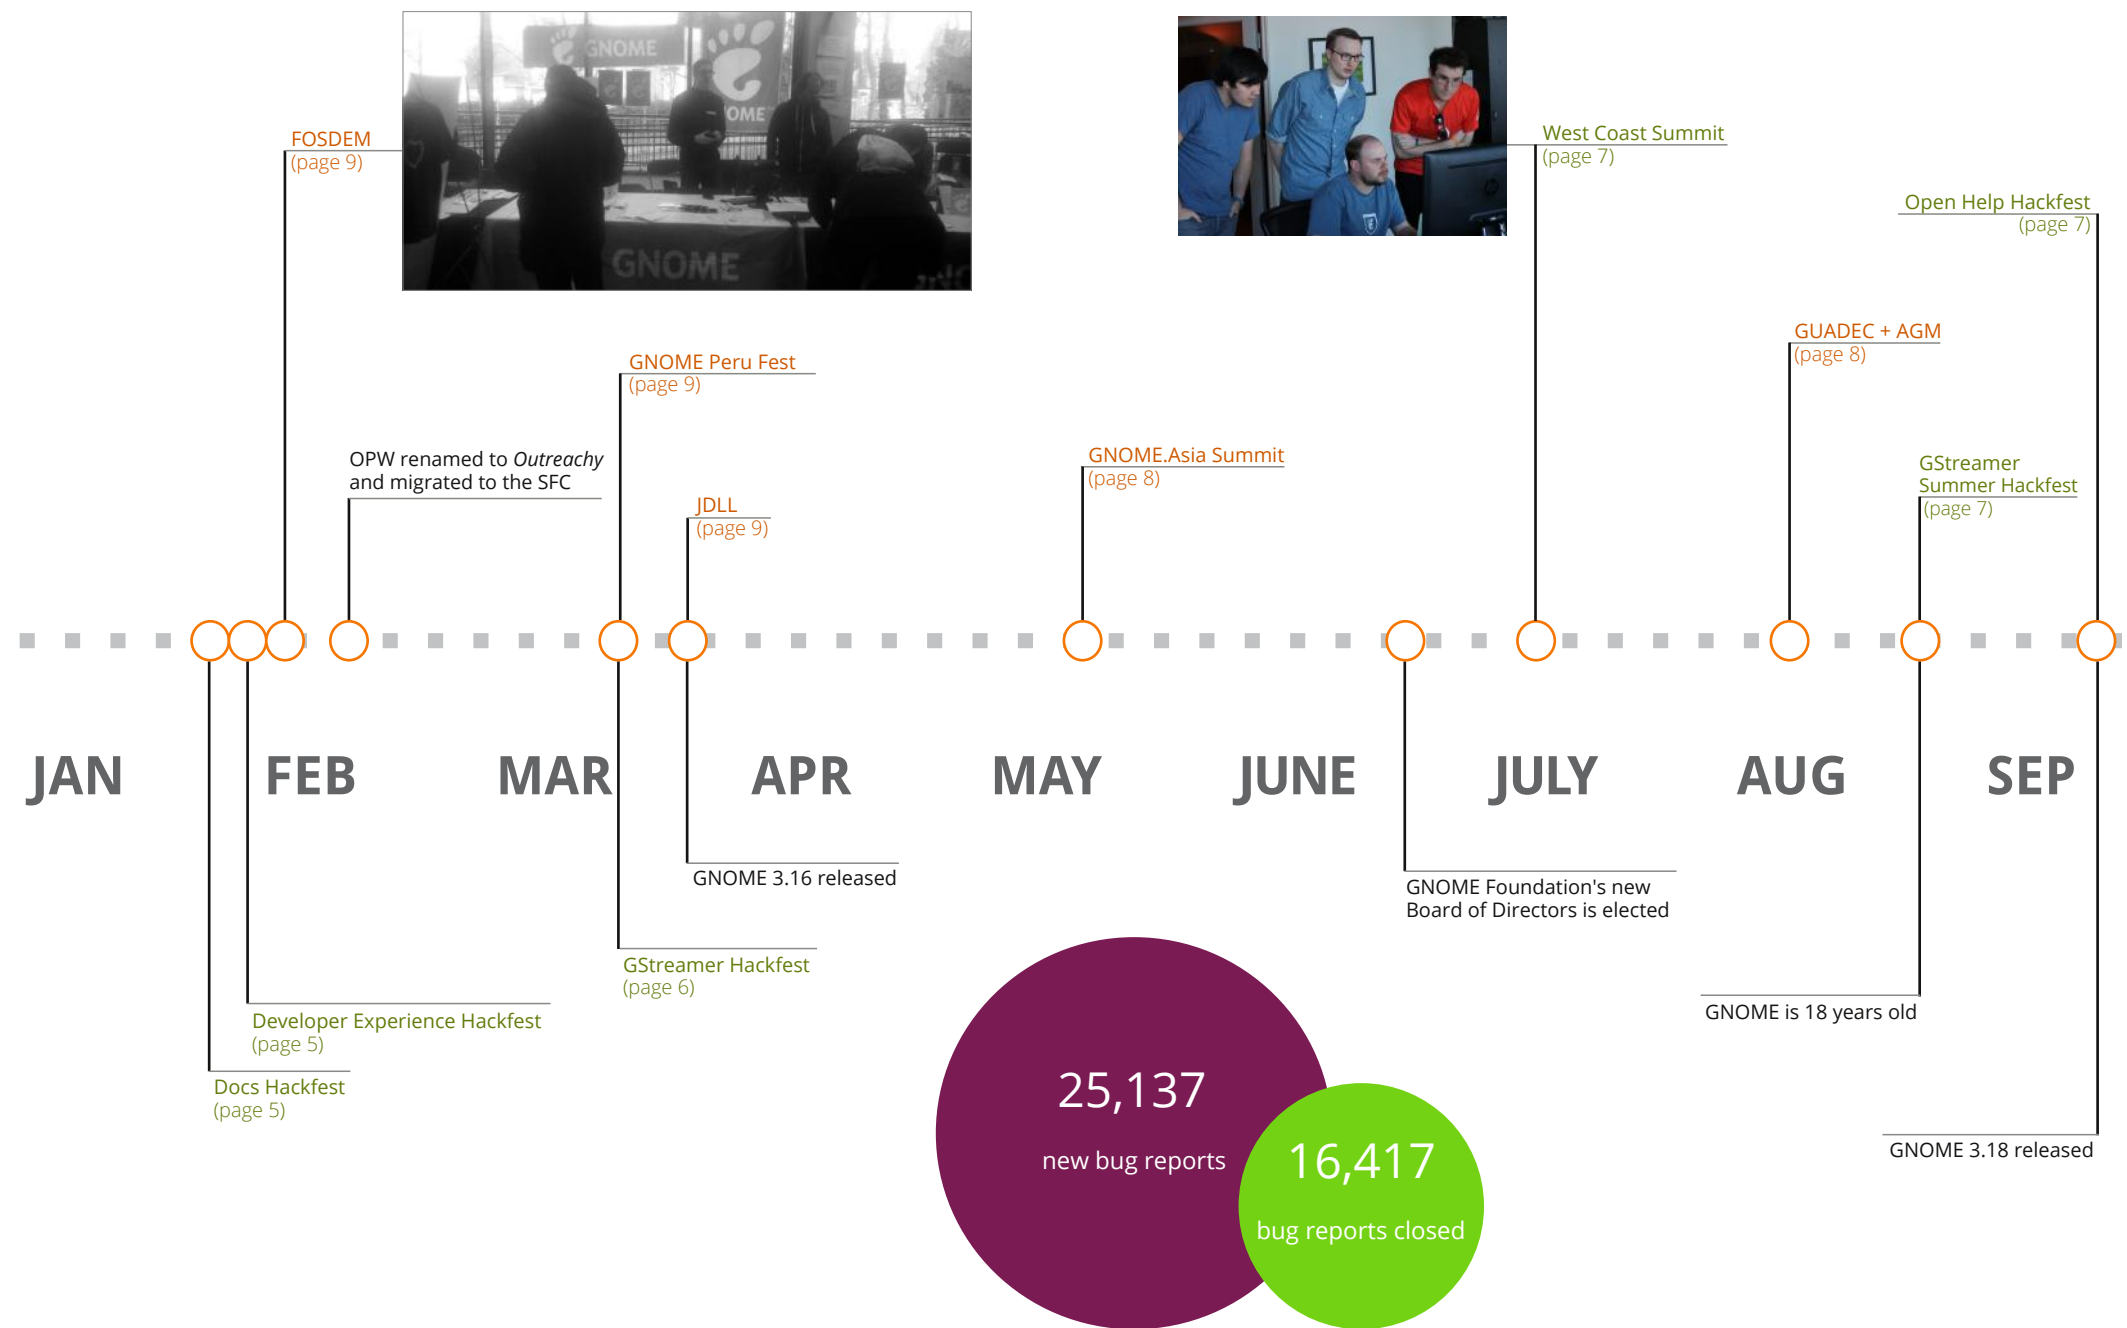 GNOME
GNOME
GNOME
FOSDEM
(page 9)
West Coast Summit
(page 7)
Open Help Hackfest
(page 7)
GUADEC + AGM
(page 8)
GNOME Peru Fest
(page 9)
OPW renamed to Outreachy
and migrated to the SFC
GNOME.Asia Summit
(page 8)
GStreamer
Summer Hackfest
(page 7)
JDLL
(page 9)
JAN
FEB
MAR
APR
MAY
JUNE
JULY
AUG
SEP
GNOME 3.16 released
GNOME Foundation's new
Board of Directors is elected
GStreamer Hackfest
(page 6)
GNOME is 18 years old
Developer Experience Hackfest
(page 5)
Docs Hackfest
(page 5)
25,137
new bug reports
16,417
bug reports closed
GNOME 3.18 released